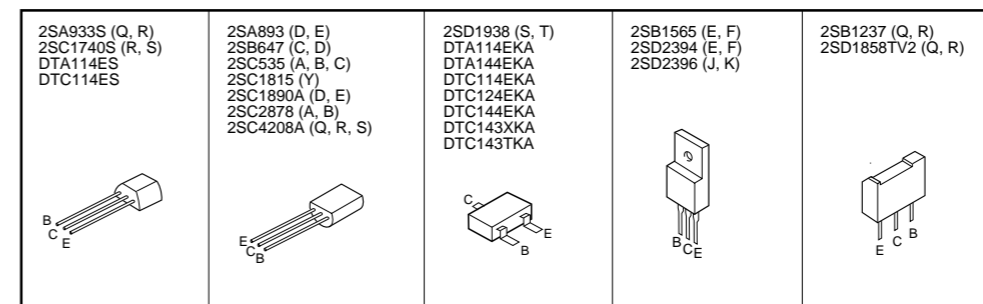 2SA933S (Q, R)
2SC1740S (R, S)
DTA114ES
DTC114ES
B
C
E
2SA893 (D, E)
2SB647 (C, D)
2SC535 (A, B, C)
2SC1815 (Y)
2SC1890A (D, E)
2SC2878 (A, B)
2SC4208A (Q, R, S)
E
C
B
2SD1938 (S, T)
DTA114EKA
DTA144EKA
DTC114EKA
DTC124EKA
DTC144EKA
DTC143XKA
DTC143TKA
C
E
B
2SB1565 (E, F)
2SD2394 (E, F)
2SD2396 (J, K)
B
C
E
2SB1237 (Q, R)
2SD1858TV2 (Q, R)
E
C
B